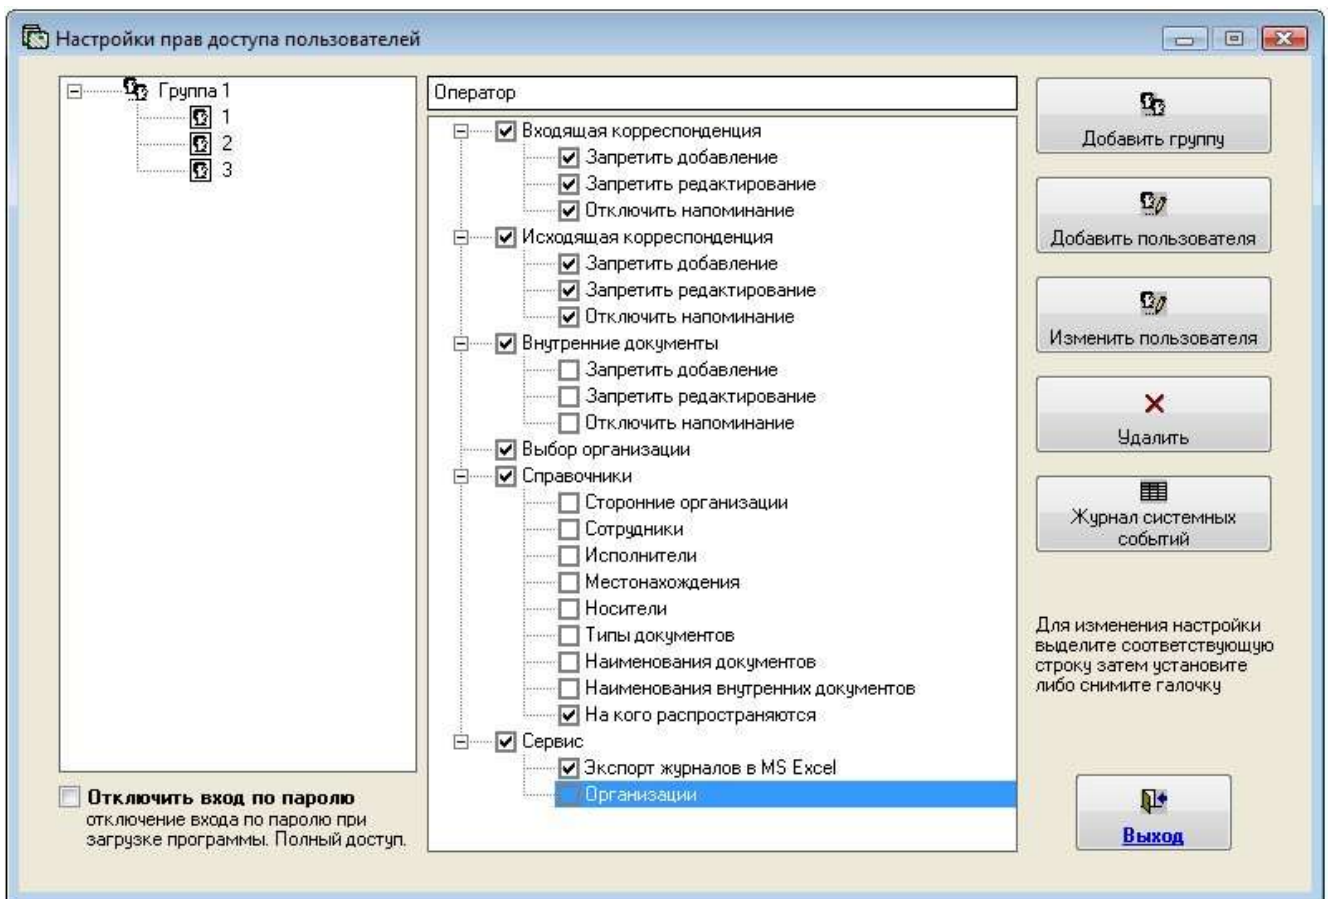 Настройки прав доступа пользователей
Группа 1
1
2
3
Отключить вход по паролю
отключение входа по паролю при
загрузке программы. Полный доступ.
Оператор
Входящая корреспонденция
Запретить добавление
Запретить редактирование
Отключить напоминание
Исходящая корреспонденция
Запретить добавление
Запретить редактирование
Отключить напоминание
Внутренние документы
Запретить добавление
Запретить редактирование
Отключить напоминание
Выбор организации
Справочники
Сторонние организации
Сотрудники
Исполнители
Местонахождения
Носители
Типы документов
Наименования документов
Наименования внутренних документов
На кого распространяются
Сервис
Экспорт журналов в MS Excel
Организации
Добавить группу
Добавить пользователя
Изменить пользователя
Удалить
Журнал системных
событий
Для изменения настройки
выделите соответствующую
строку затем установите
либо снимите галочку
Выход